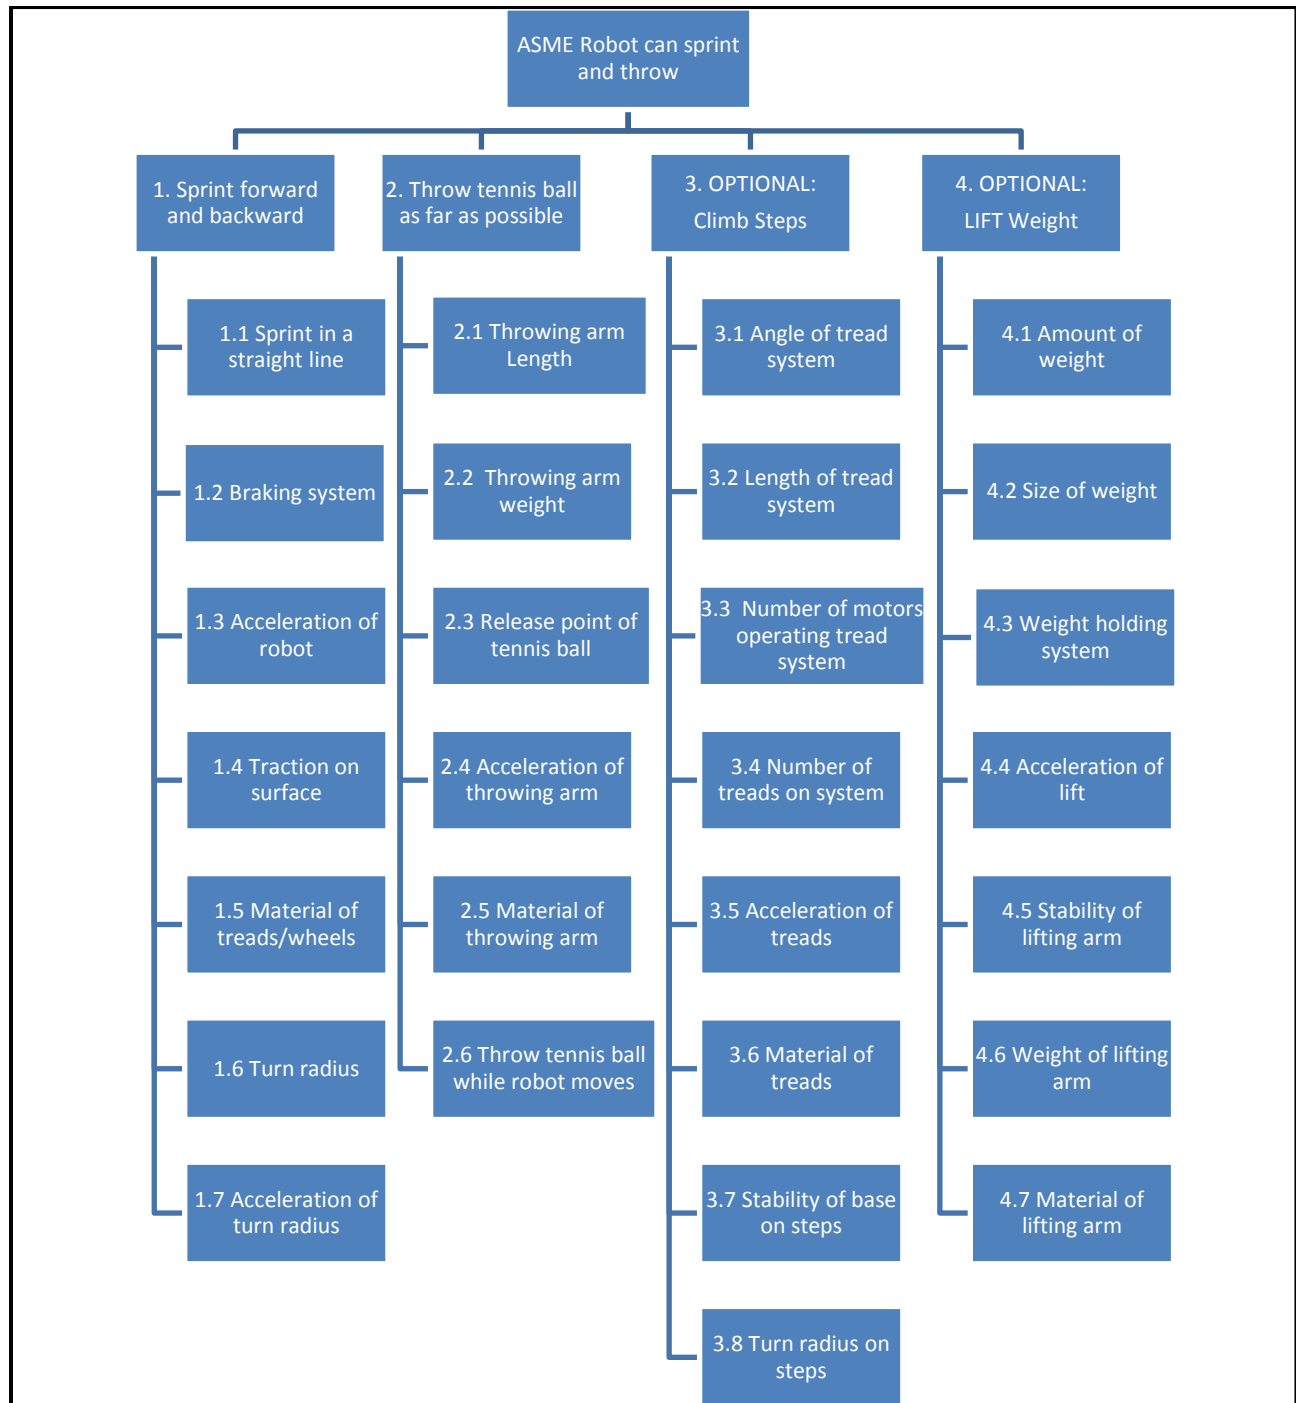 ASME Robot can sprint
and throw
1. Sprint forward
and backward
1.1 Sprint in a
straight line
1.2 Braking system
1.3 Acceleration of
robot
1.4 Traction on
surface
1.5 Material of
treads/wheels
1.6 Turn radius
1.7 Acceleration of
turn radius
2. Throw tennis ball
as far as possible
2.1 Throwing arm
Length
2.2  Throwing arm
weight
2.3 Release point of
tennis ball
2.4 Acceleration of
throwing arm
2.5 Material of
throwing arm
2.6 Throw tennis ball
while robot moves
3. OPTIONAL:
Climb Steps
3.1 Angle of tread
system
3.2 Length of tread
system
3.3  Number of motors
operating tread
system
3.4 Number of
treads on system
3.5 Acceleration of
treads
3.6 Material of
treads
3.7 Stability of base
on steps
3.8 Turn radius on
steps
4. OPTIONAL:
LIFT Weight
4.1 Amount of
weight
4.2 Size of weight
4.3 Weight holding
system
4.4 Acceleration of
lift
4.5 Stability of
lifting arm
4.6 Weight of lifting
arm
4.7 Material of
lifting arm